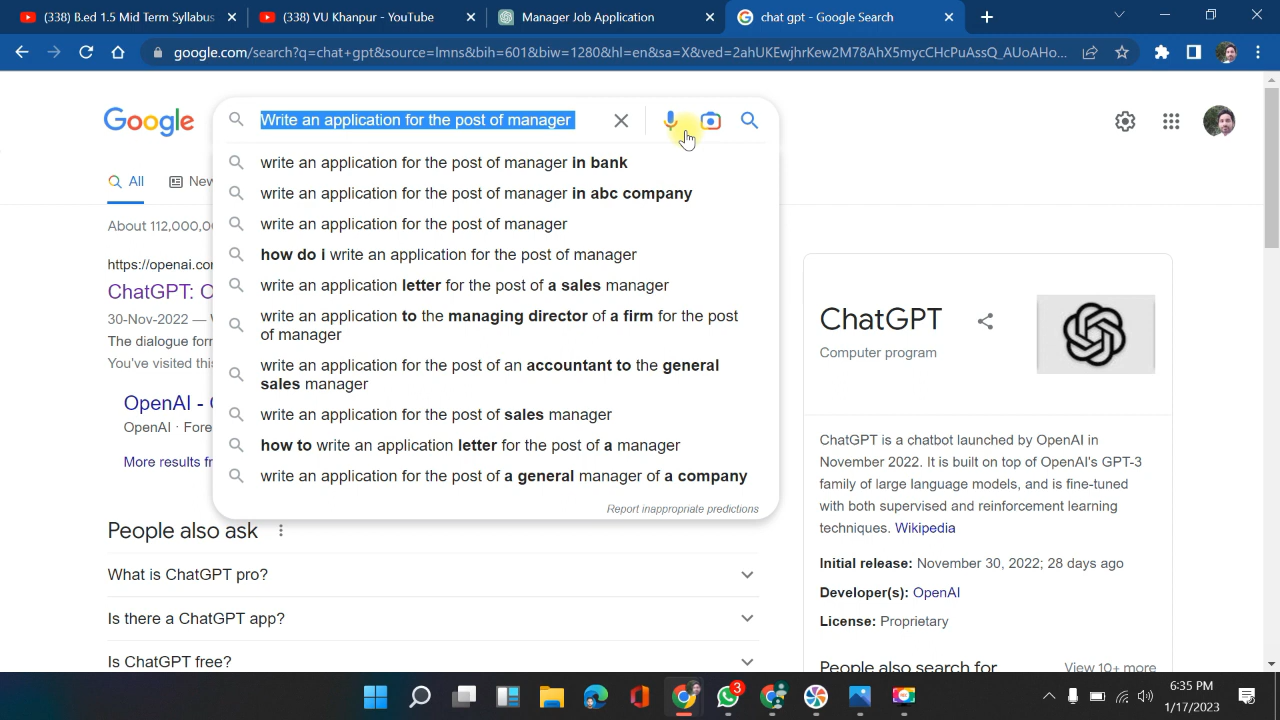 (338) B.ed 1.5 Mid Term Syllabus
(338) VU Khanpur - YouTube
Manager Job Application
chat gpt - Google Search
google.com/search?q=chat+gpt&source=lmns&bih=601&biw=1280&hl=en&sa=X&ved=2ahUKEwjhrKew2M78AhX5mycCHcPuAssQ_AUoAHo...
Google
Write an application for the post of manager
write an application for the post of manager in bank
write an application for the post of manager in abc company
write an application for the post of manager
how do i write an application for the post of manager
write an application letter for the post of a sales manager
write an application to the managing director of a firm for the post
of manager
write an application for the post of an accountant to the general
sales manager
write an application for the post of sales manager
how to write an application letter for the post of a manager
write an application for the post of a general manager of a company
Report inappropriate predictions
All
New
About 112,000,0
https://openai.co
ChatGPT:
30-Nov-2022 —
The dialogue for
You've visited thi
OpenAI -
OpenAI · Fore
More results f
People also ask
What is ChatGPT pro?
Is there a ChatGPT app?
Is ChatGPT free?
ChatGPT
Computer program
ChatGPT is a chatbot launched by OpenAI in
November 2022. It is built on top of OpenAI's GPT-3
family of large language models, and is fine-tuned
with both supervised and reinforcement learning
techniques. Wikipedia
Initial release: November 30, 2022; 28 days ago
Developer(s): OpenAI
License: Proprietary
People also search for
View 10+ more
3
6:35 PM
1/17/2023